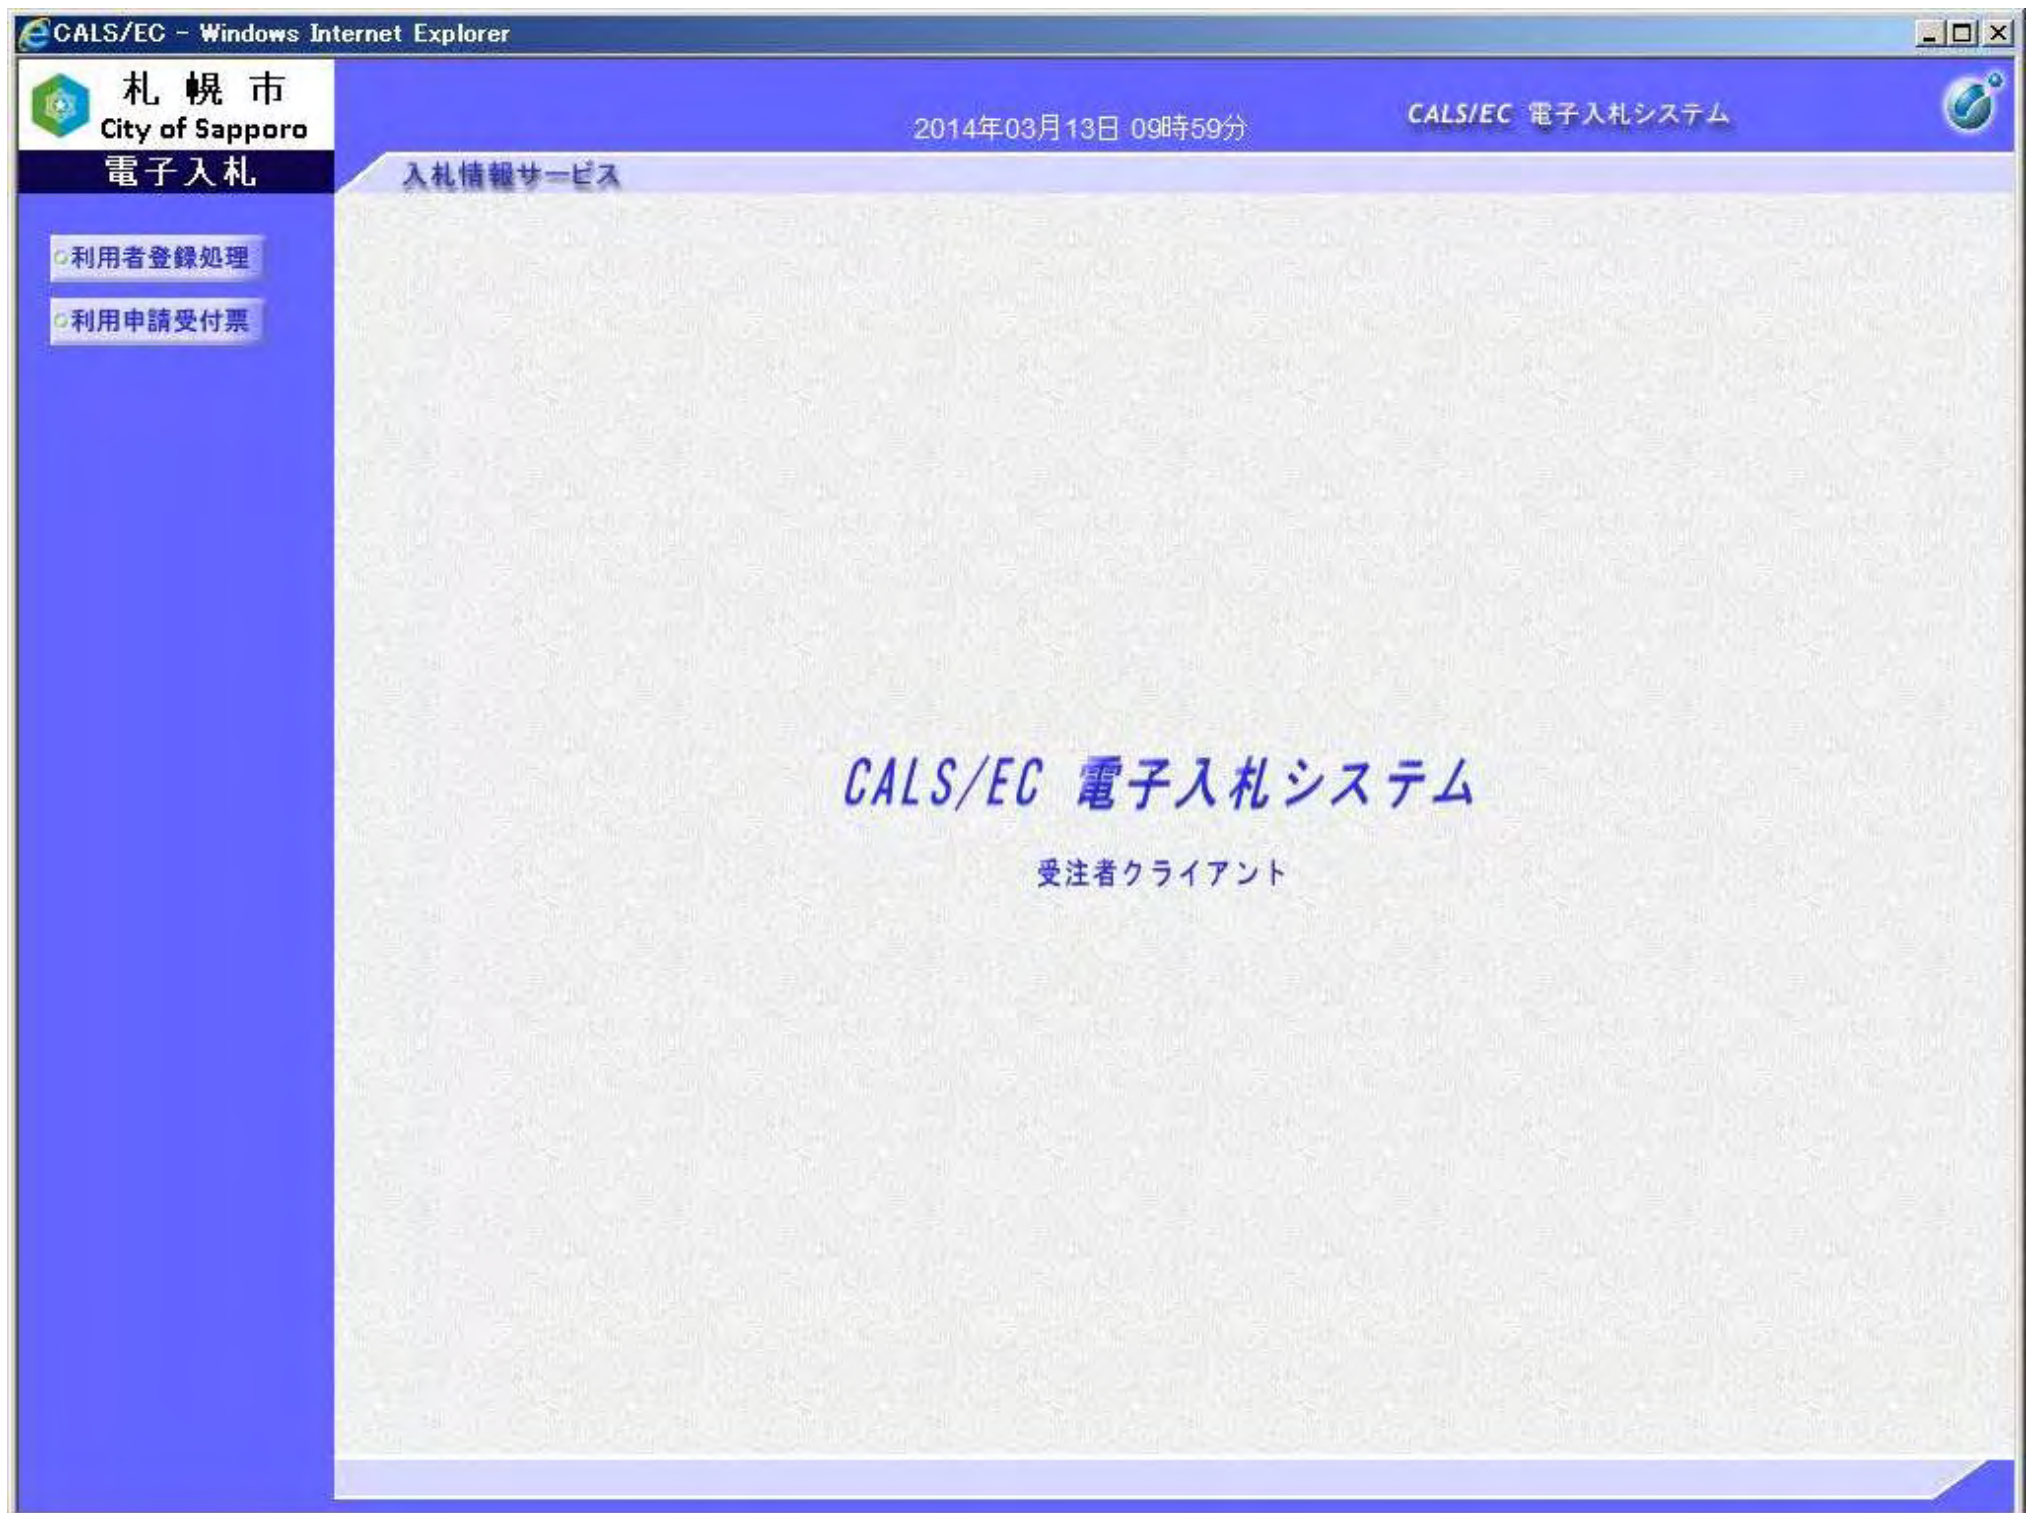 CALS/EC - Windows Internet Explorer
札幌市
City of Sapporo
2014年03月13日 09時59分
CALS/EC 電子入札システム
電子入札
入札情報サービス
利用者登録処理
利用申請受付票
CALS/EC 電子入札システム
受注者クライアント